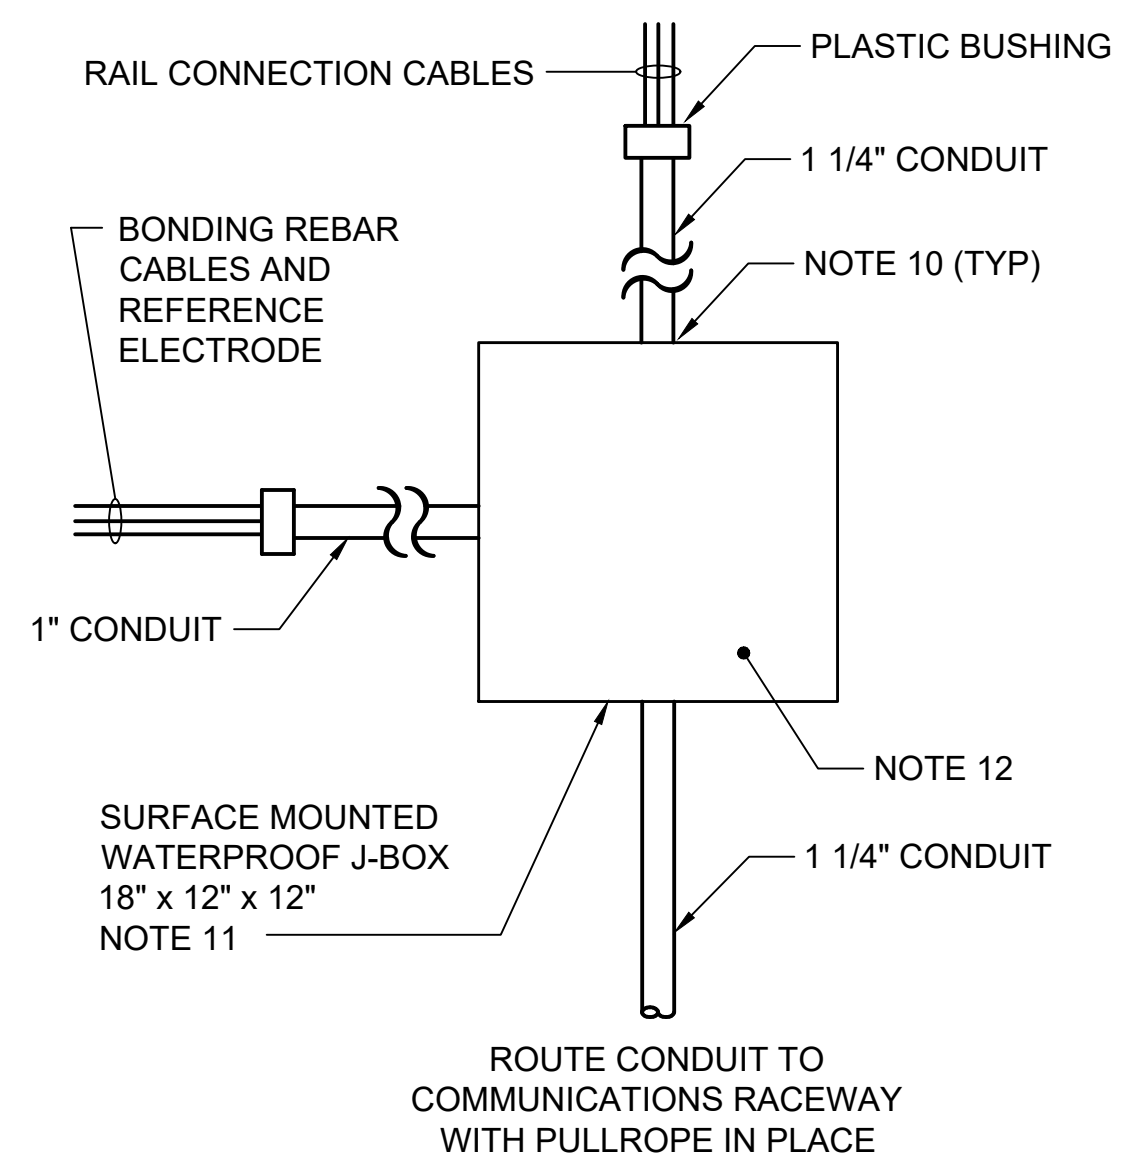 PLASTIC BUSHING
RAIL CONNECTION CABLES
1 1/4" CONDUIT
BONDING REBAR
CABLES AND
REFERENCE
ELECTRODE
NOTE 10 (TYP)
1" CONDUIT
NOTE 12
SURFACE MOUNTED
WATERPROOF J-BOX
18" x 12" x 12"
NOTE 11
1 1/4" CONDUIT
ROUTE CONDUIT TO
COMMUNICATIONS RACEWAY
WITH PULLROPE IN PLACE